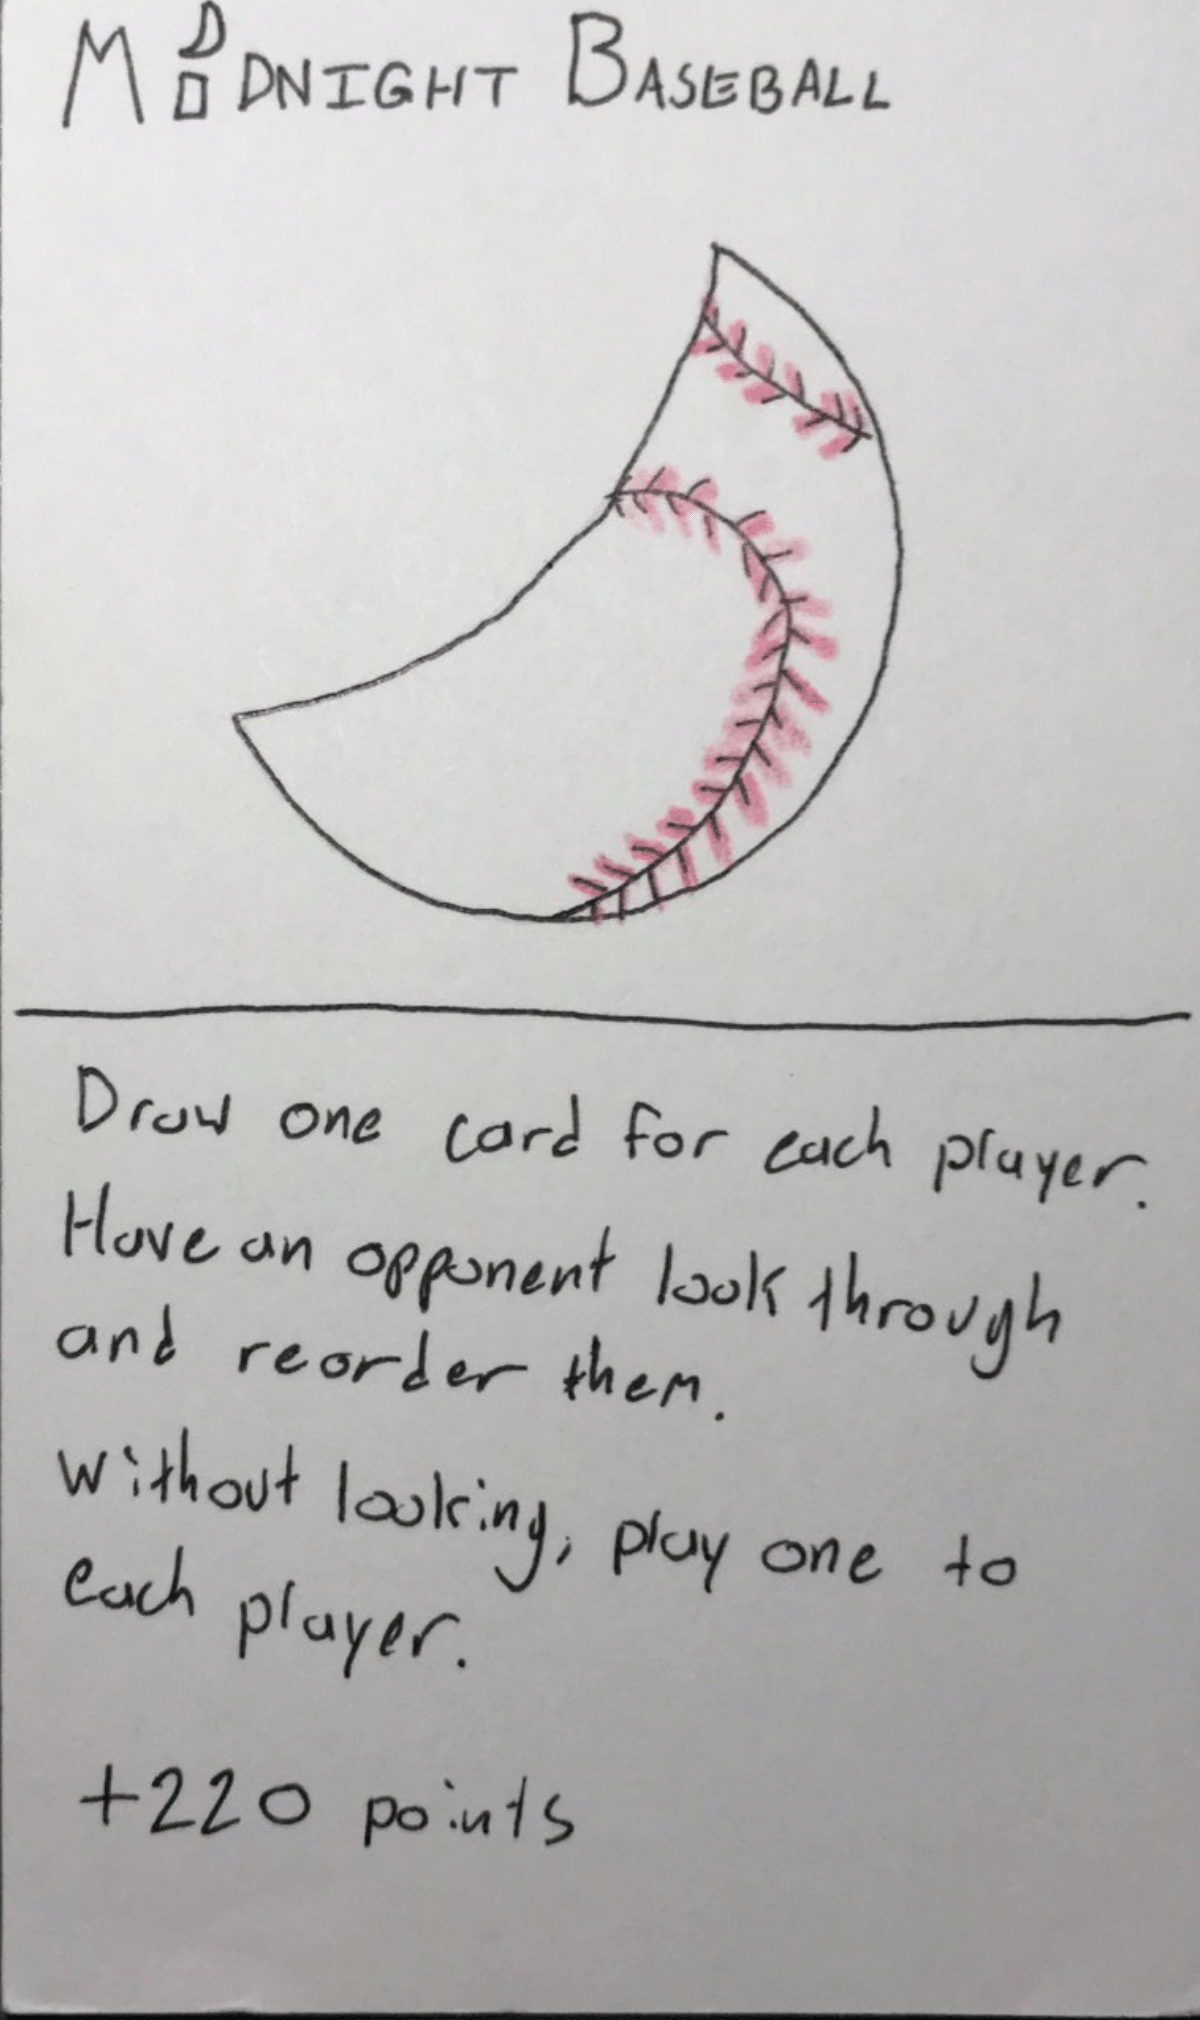 MIDNIGHT BASEBALL
Draw one card for each player.
Have an opponent look through
and reorder them.
Without looking, play one to
each player.
+220 points